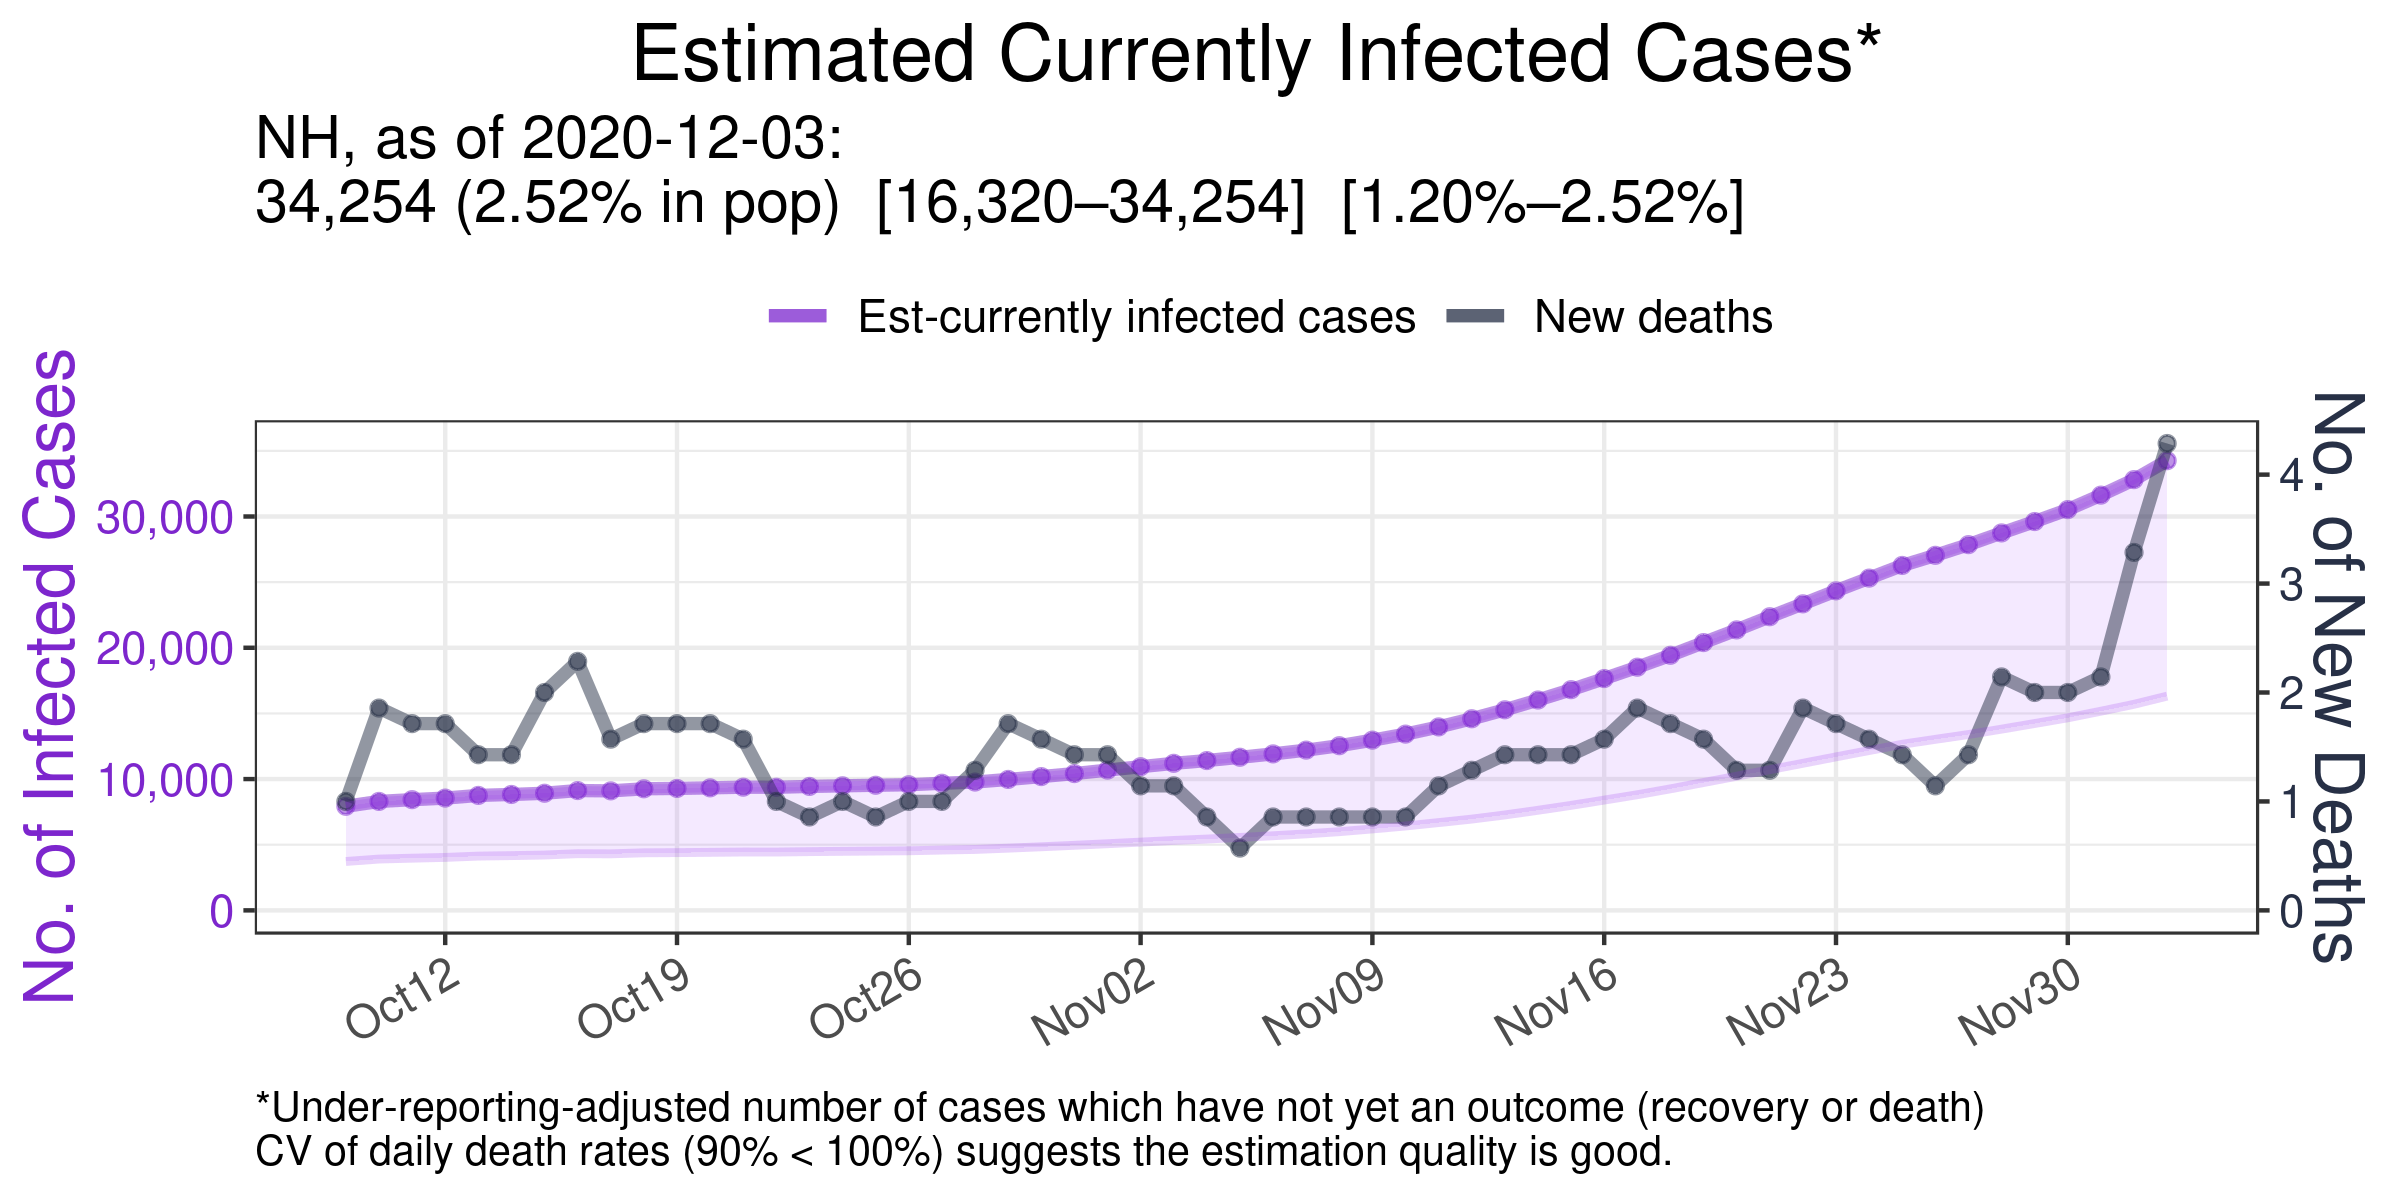 Estimated Currently Infected Cases*
NH, as of 2020-12-03:
34,254 (2.52% in pop)  [16,320–34,254]  [1.20%–2.52%]
Est-currently infected cases
New deaths
No. of Infected Cases
30,000
20,000
10,000
0
4
3
2
1
0
No. of New Deaths
Oct12
Oct19
Oct26
Nov02
Nov09
Nov16
Nov23
Nov30
*Under-reporting-adjusted number of cases which have not yet an outcome (recovery or death)
CV of daily death rates (90% < 100%) suggests the estimation quality is good.